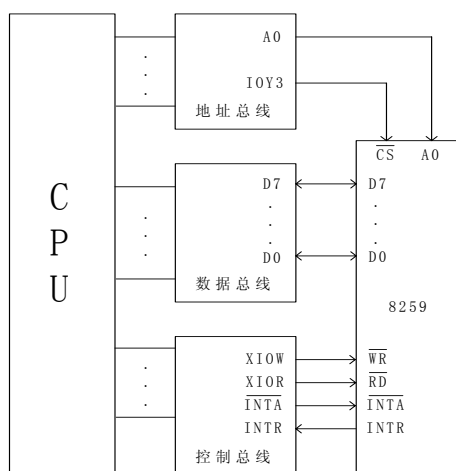 CPU
A0
IOY3
地址总线
D7
.
.
.
D0
数据总线
XIOW
XIOR
INTA
INTR
控制总线
CS A0
D7
.
.
.
D0
8259
WR
RD
INTA
INTR